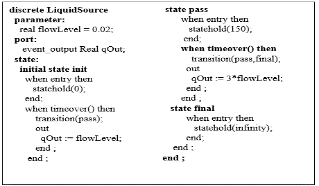 discrete LiquidSource
parameter:
real flowLevel = 0.02;
port:
event_output Real qOut;
state:
initial state init
when entry then
statehold(0);
end;
when timeover() then
transition(pass);
out
qOut := flowLevel;
end ;
end ;
state pass
when entry then
statehold(150);
end;
when timeover() then
transition(pass,final);
out
qOut := 3*flowLevel;
end ;
end ;
state final
when entry then
statehold(infinity);
end;
end ;
end ;